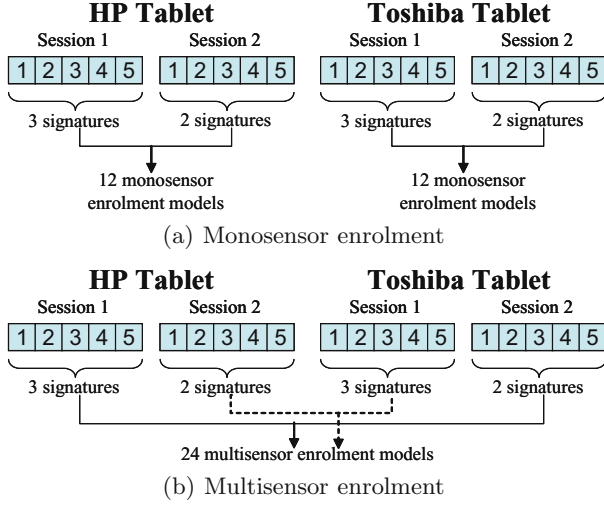 HP Tablet Toshiba Tablet
Session 1 Session 2 Session 1 Session 2
1 2 3 4 5 1 2 3 4 5 1 2 3 4 5 1 2 3 4 5
3 signatures 2 signatures 3 signatures 2 signatures
12 monosensor 12 monosensor
enrolment models enrolment models
(a) Monosensor enrolment
HP Tablet Toshiba Tablet
Session 1 Session 2 Session 1 Session 2
1 2 3 4 5 1 2 3 4 5 1 2 3 4 5 1 2 3 4 5
3 signatures 2 signatures 3 signatures 2 signatures
24 multisensor enrolment models
(b) Multisensor enrolment